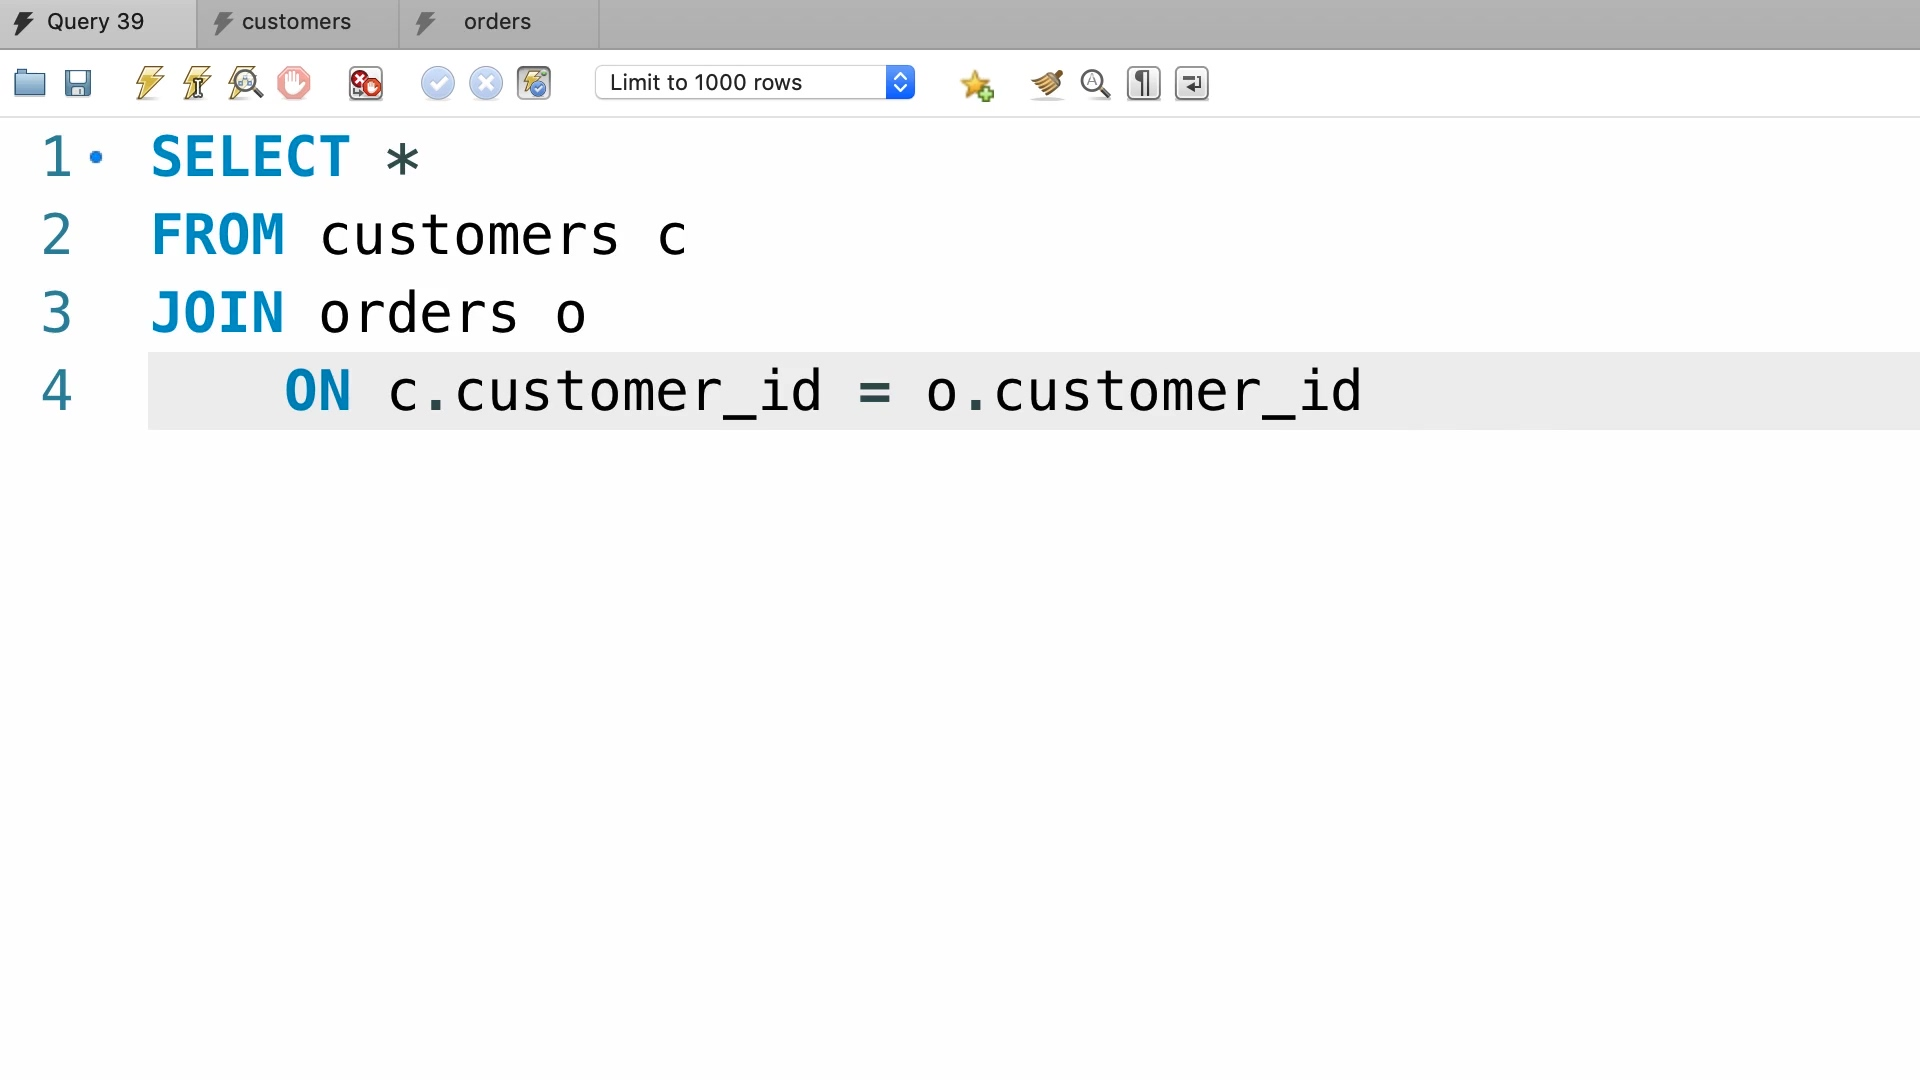 Query 39 customers orders
Limit to 1000 rows
1 SELECT *
2 FROM customers c
3 JOIN orders o
4 ON c.customer_id = o.customer_id